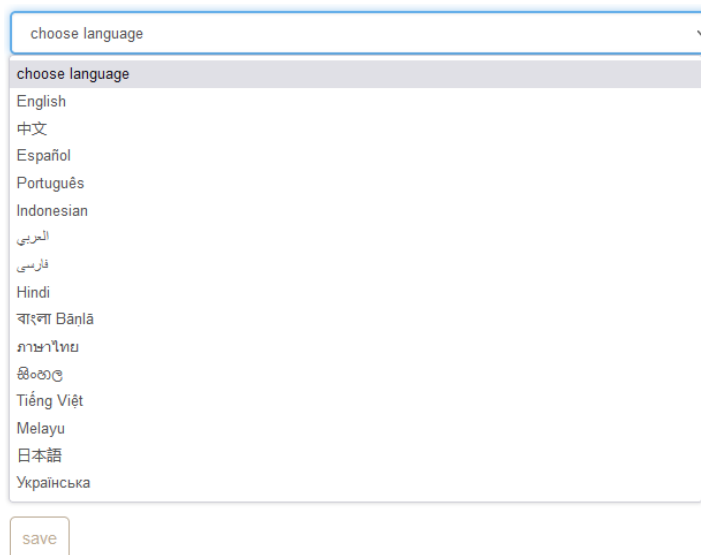 choose language
choose language
English
中文
Español
Português
Indonesian
العربي
فارسی
Hindi
বাংলা Bāṇlā
ภาษาไทย
සිංහල
Tiếng Việt
Melayu
日本語
Українська
save